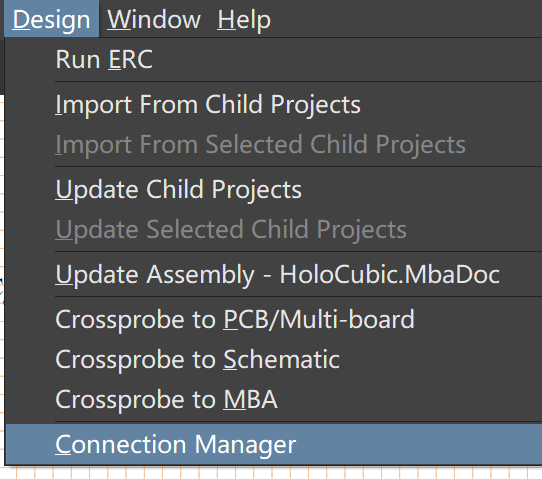 Design Window Help
Run ERC
Import From Child Projects
Import From Selected Child Projects
Update Child Projects
Update Selected Child Projects
Update Assembly - HoloCubic.MbaDoc
Crossprobe to PCB/Multi-board
Crossprobe to Schematic
Crossprobe to MBA
Connection Manager